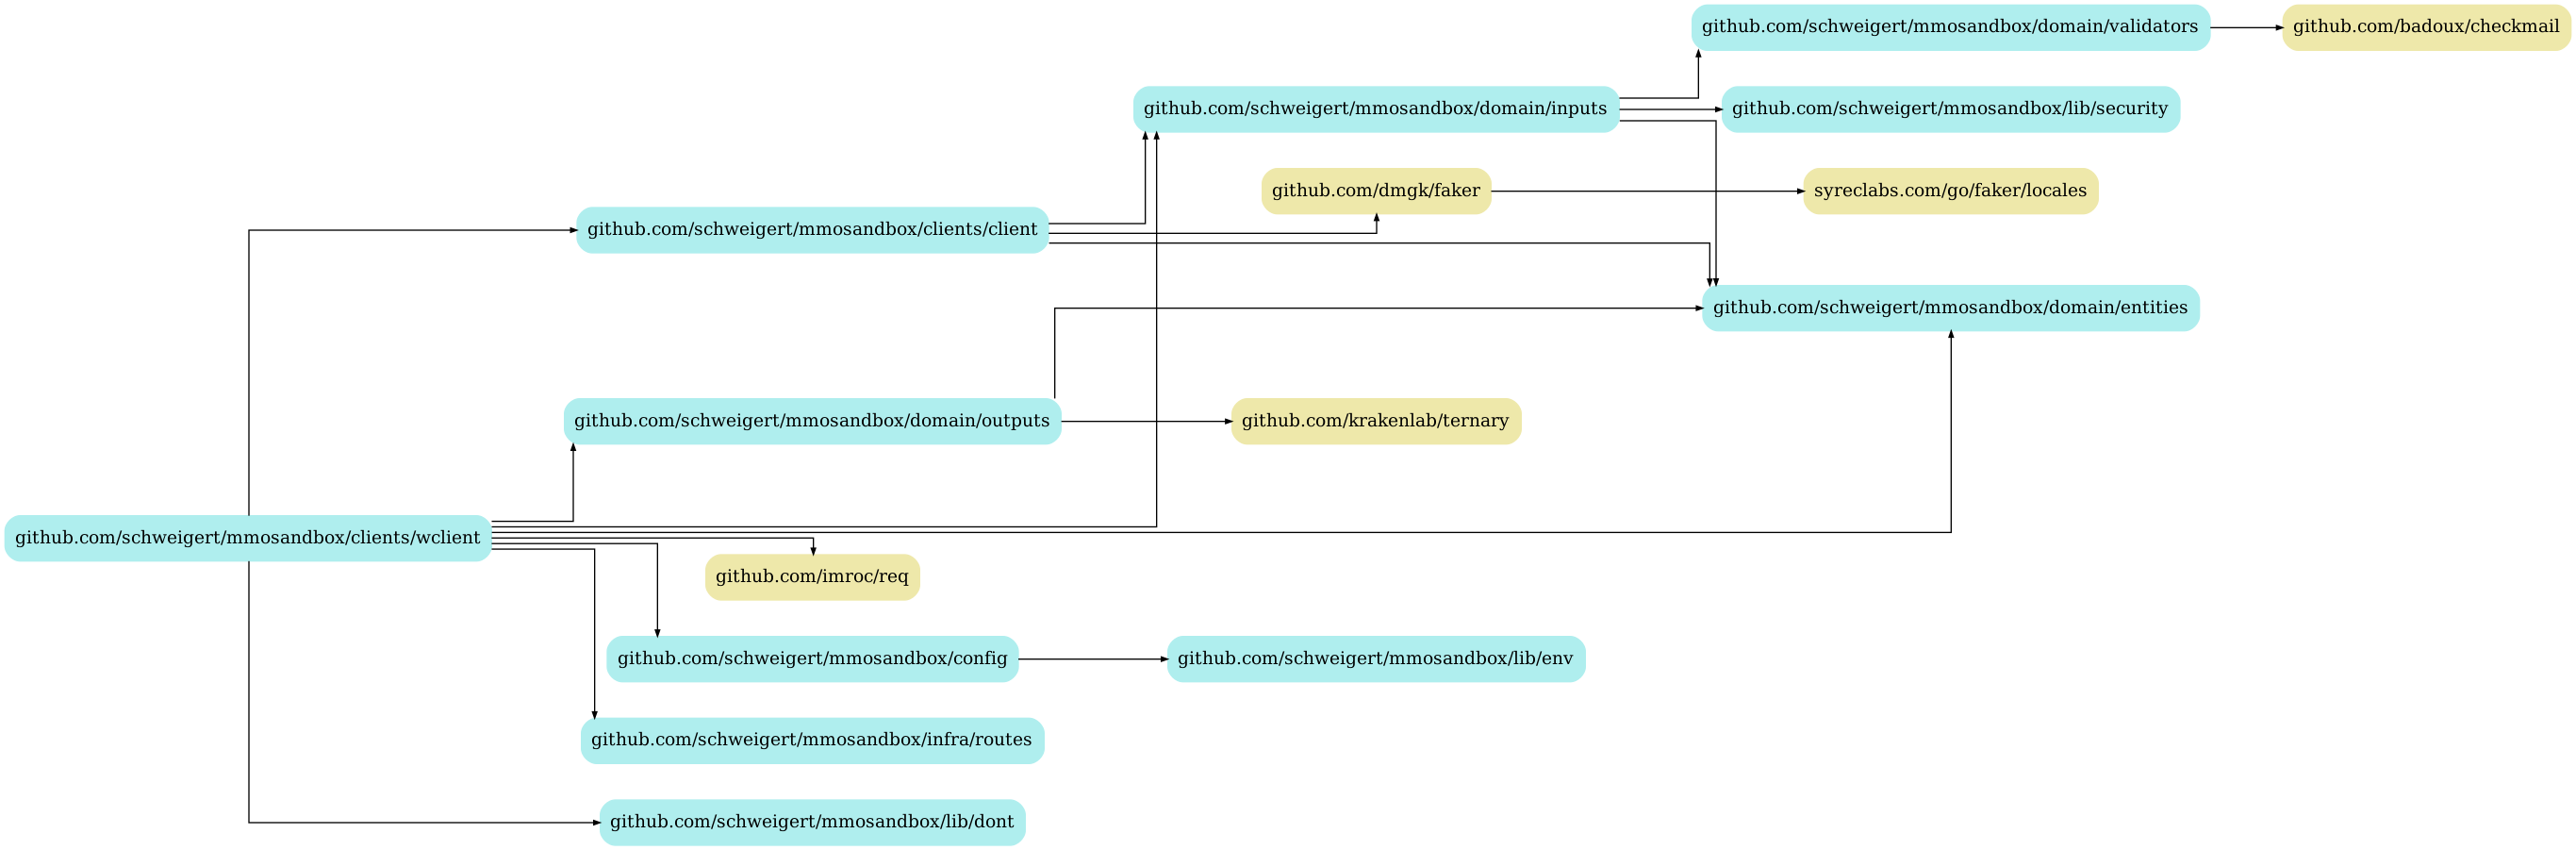 github.com/schweigert/mmosandbox/domain/validators
github.com/badoux/checkmail
github.com/schweigert/mmosandbox/domain/inputs
github.com/schweigert/mmosandbox/lib/security
github.com/dmgk/faker
syreclabs.com/go/faker/locales
github.com/schweigert/mmosandbox/clients/client
github.com/schweigert/mmosandbox/domain/entities
github.com/schweigert/mmosandbox/domain/outputs
github.com/krakenlab/ternary
github.com/schweigert/mmosandbox/clients/wclient
github.com/imroc/req
github.com/schweigert/mmosandbox/config
github.com/schweigert/mmosandbox/lib/env
github.com/schweigert/mmosandbox/infra/routes
github.com/schweigert/mmosandbox/lib/dont